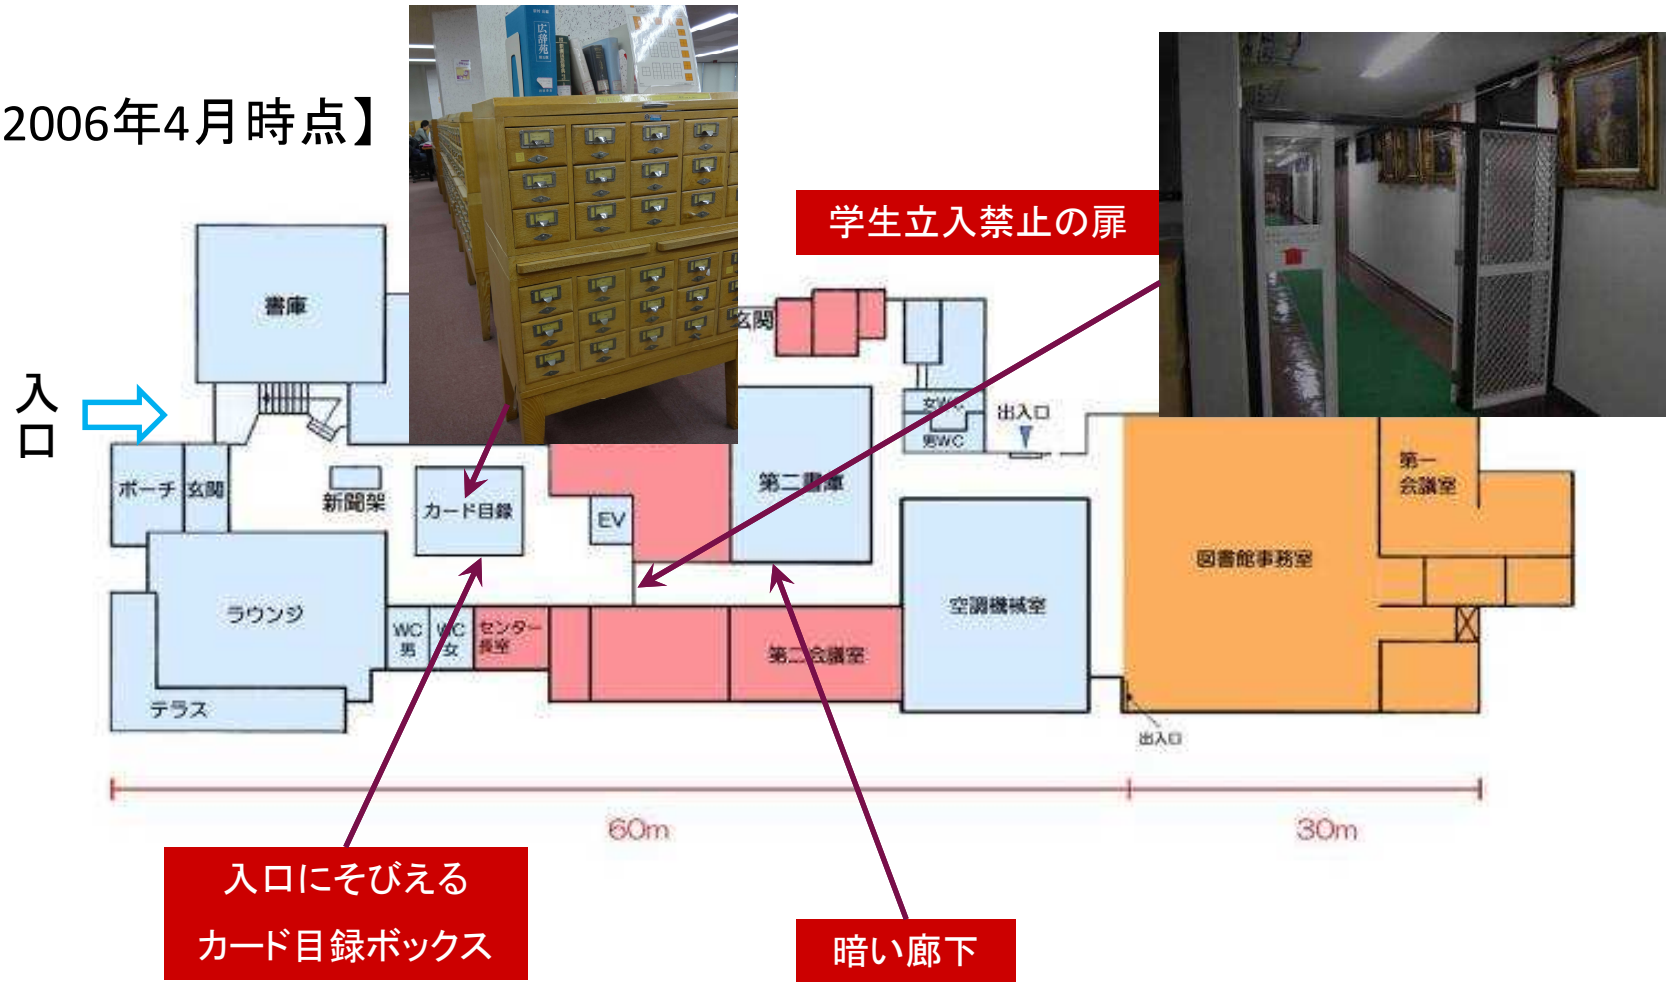 2006年4月時点】
広辞苑
学生立入禁止の扉
書庫
玄関
入口
女WC
男WC
出入口
ポーチ
玄関
新聞架
カード目録
EV
第二書庫
第一
会議室
図書館事務室
空調機械室
ラウンジ
WC
男
WC
女
センター
長室
第二会議室
テラス
出入口
60m
30m
入口にそびえる
カード目録ボックス
暗い廊下